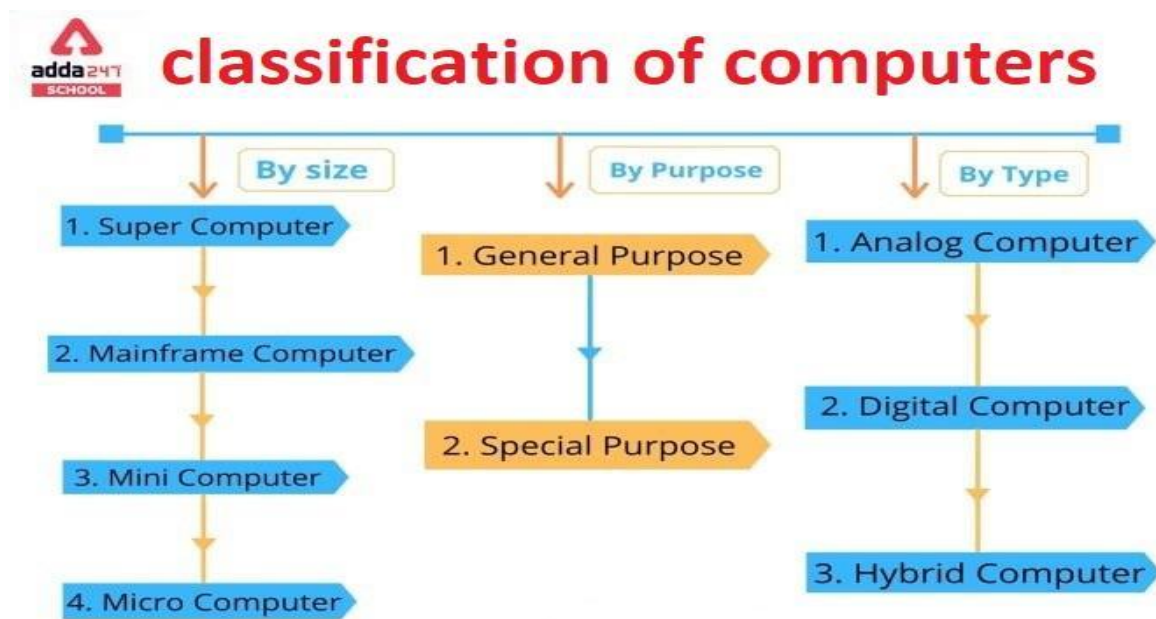 adda247
SCHOOL
classification of computers
By size
1. Super Computer
2. Mainframe Computer
3. Mini Computer
4. Micro Computer
By Purpose
1. General Purpose
2. Special Purpose
By Type
1. Analog Computer
2. Digital Computer
3. Hybrid Computer